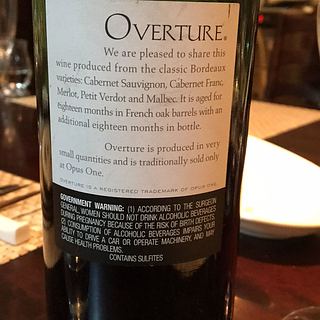 OVERTURE®
We are pleased to share this
wine produced from the classic Bordeaux
varieties: Cabernet Sauvignon, Cabernet Franc,
Merlot, Petit Verdot and Malbec. It is aged for
eighteen months in French oak barrels with an
additional eighteen months in bottle.
Overture is produced in very
small quantities and is traditionally sold only
at Opus One.
OVERTURE IS A REGISTERED TRADEMARK OF OPUS ONE.
GOVERNMENT WARNING: (1) ACCORDING TO THE SURGEON
GENERAL, WOMEN SHOULD NOT DRINK ALCOHOLIC BEVERAGES
DURING PREGNANCY BECAUSE OF THE RISK OF BIRTH DEFECTS.
(2) CONSUMPTION OF ALCOHOLIC BEVERAGES IMPAIRS YOUR
ABILITY TO DRIVE A CAR OR OPERATE MACHINERY, AND MAY
CAUSE HEALTH PROBLEMS.
CONTAINS SULFITES